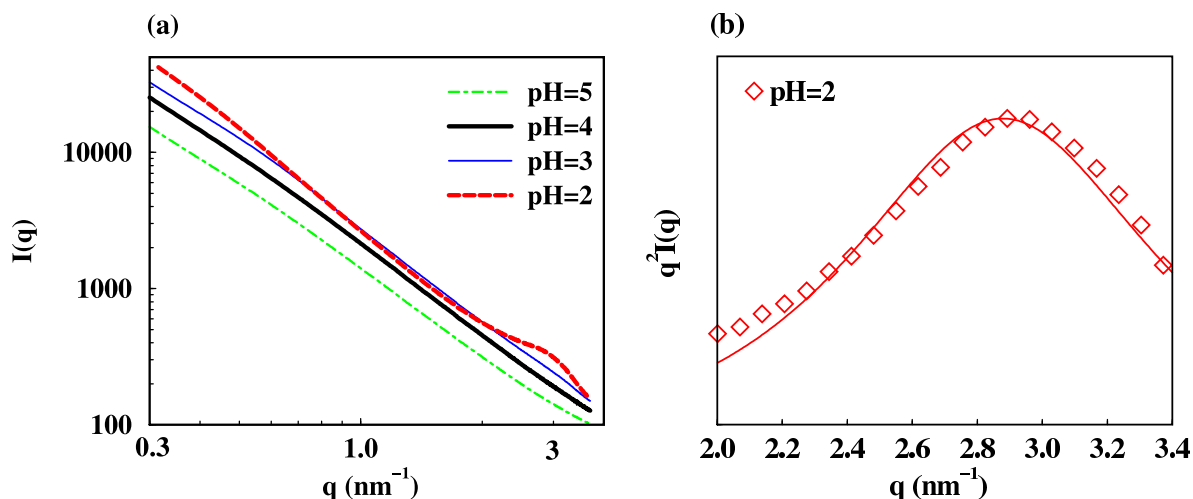 (a)
(b)
pH=5
pH=4
pH=3
pH=2
10000
1000
100
I(q)
0.3
1.0
3
q (nm⁻¹)
pH=2
q²I(q)
2.0
2.2
2.4
2.6
2.8
3.0
3.2
3.4
q (nm⁻¹)